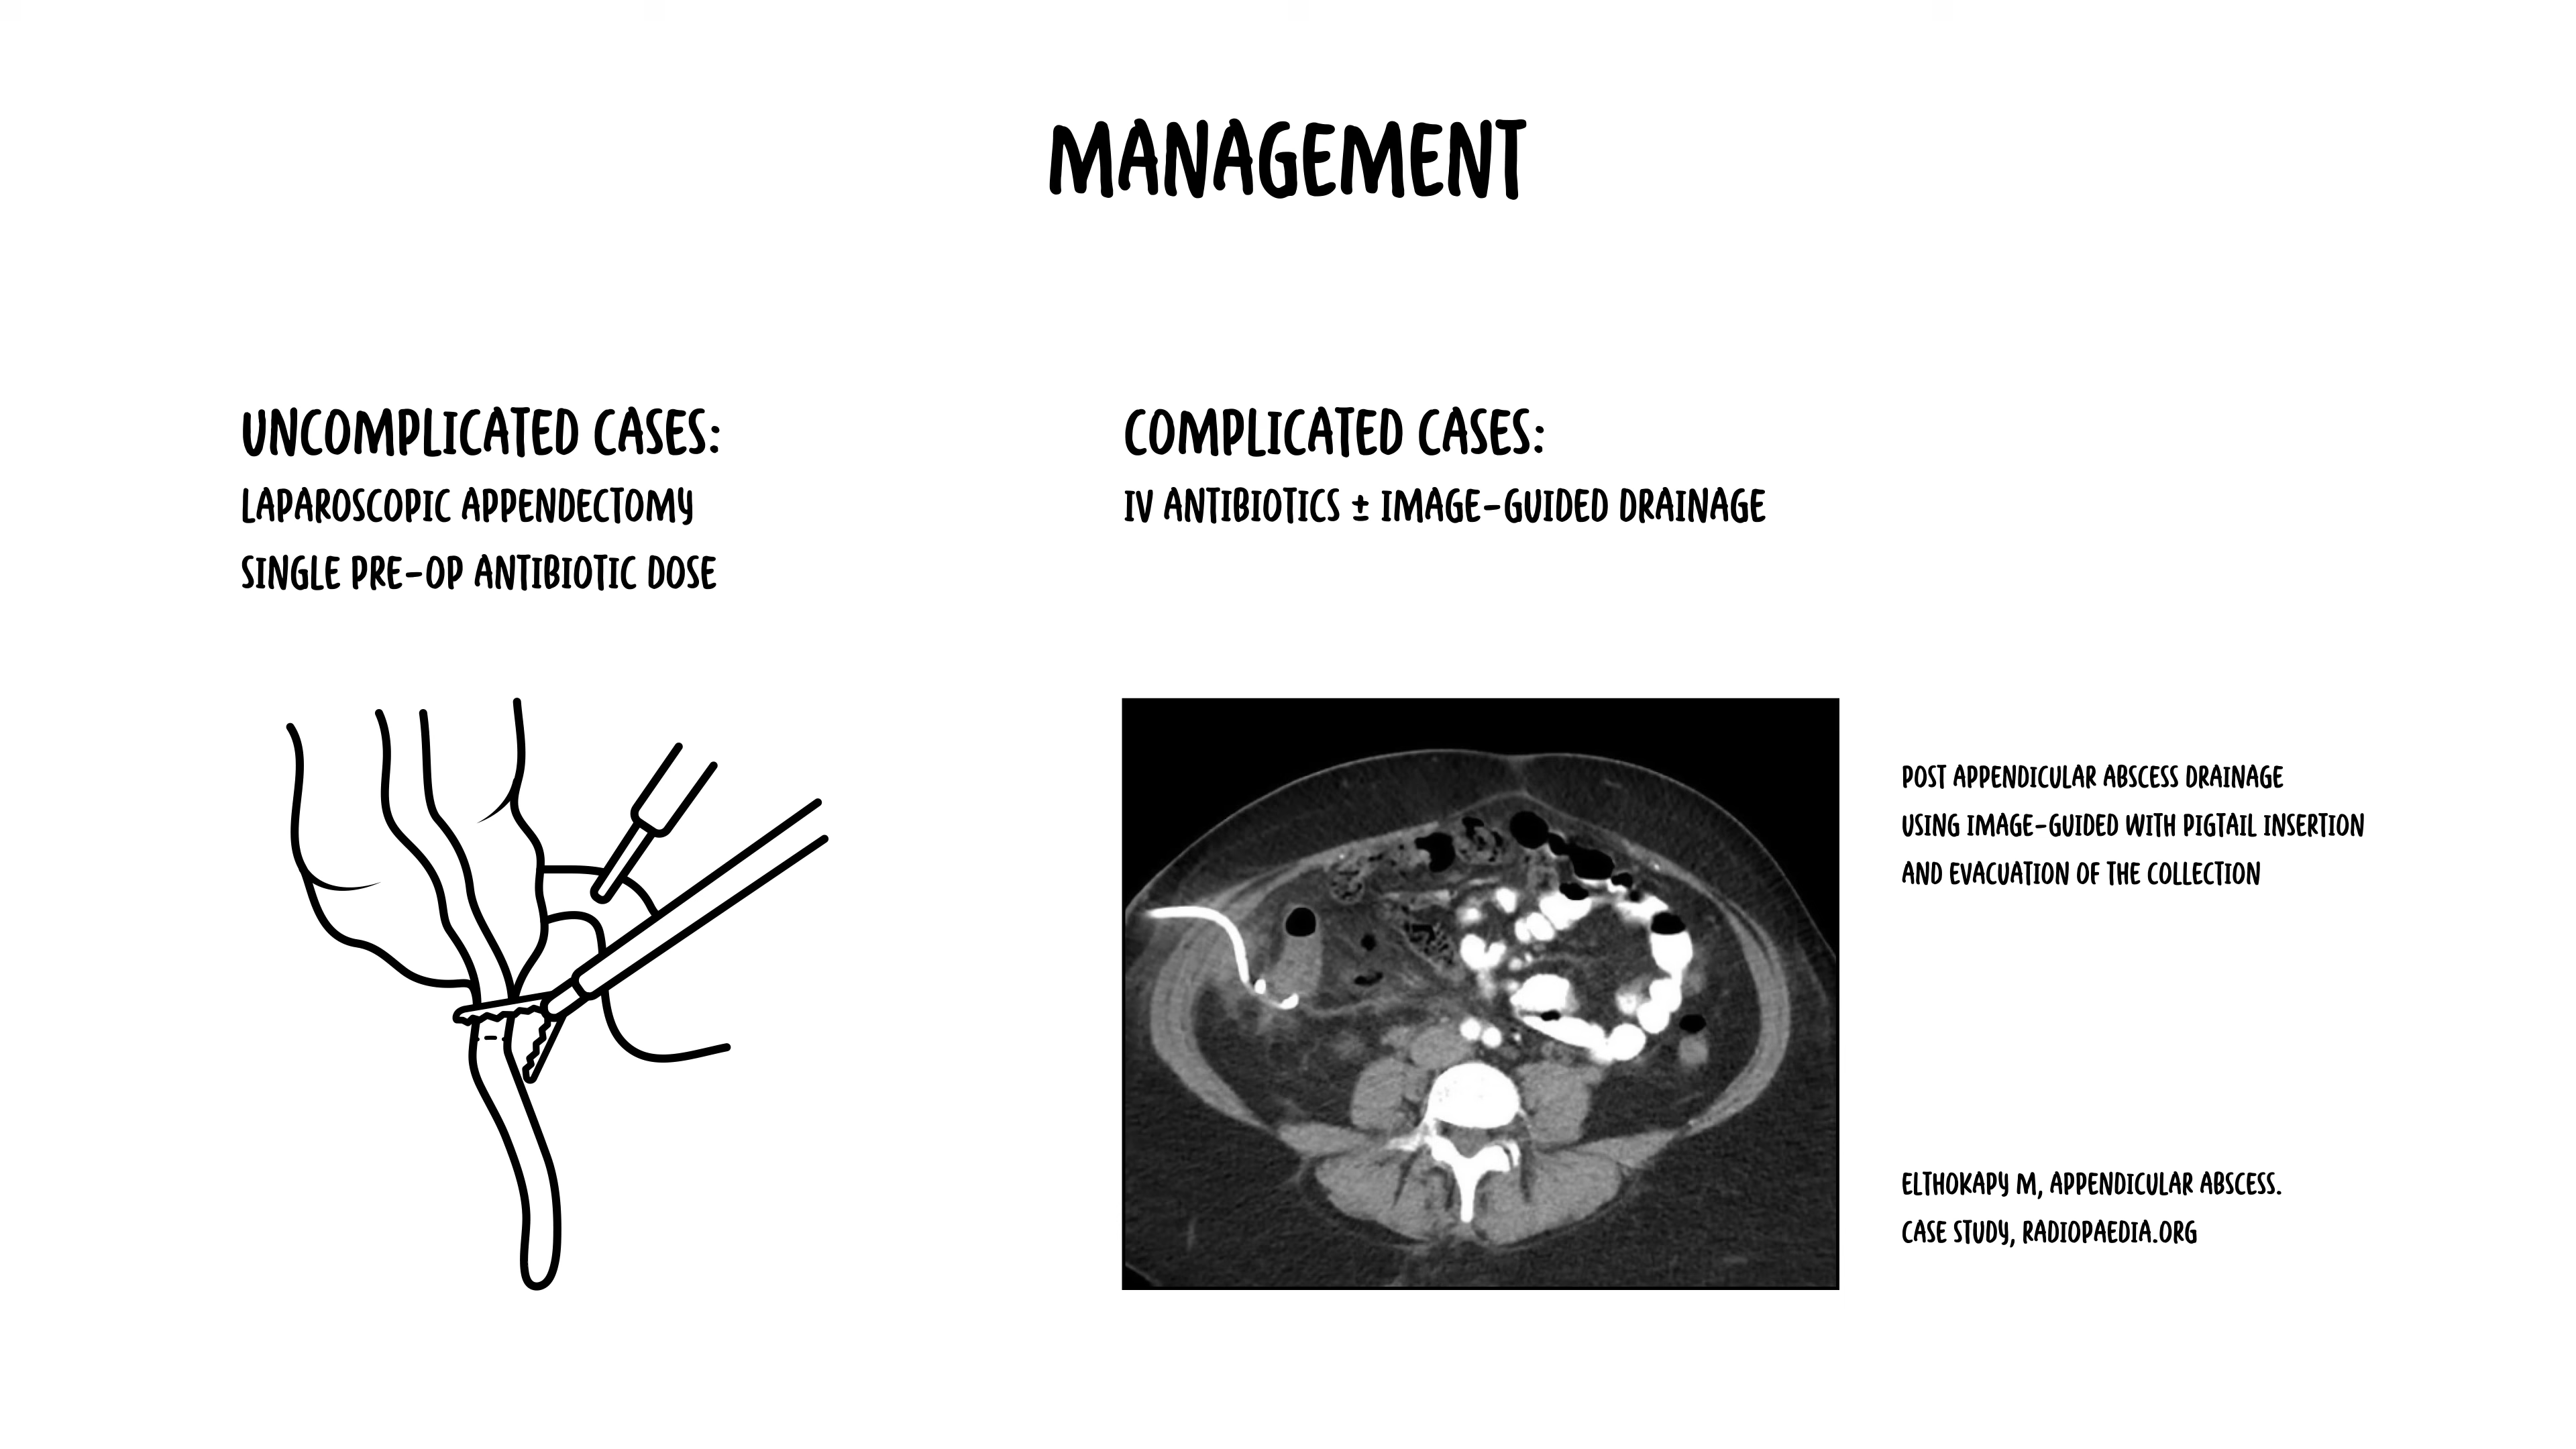 MANAGEMENT
UNCOMPLICATED CASES:
LAPAROSCOPIC APPENDECTOMY
SINGLE PRE-OP ANTIBIOTIC DOSE
COMPLICATED CASES:
IV ANTIBIOTICS ± IMAGE-GUIDED DRAINAGE
POST APPENDICULAR ABSCESS DRAINAGE
USING IMAGE-GUIDED WITH PIGTAIL INSERTION
AND EVACUATION OF THE COLLECTION
ELTHOKAPY M, APPENDICULAR ABSCESS.
CASE STUDY, RADIOPAEDIA.ORG